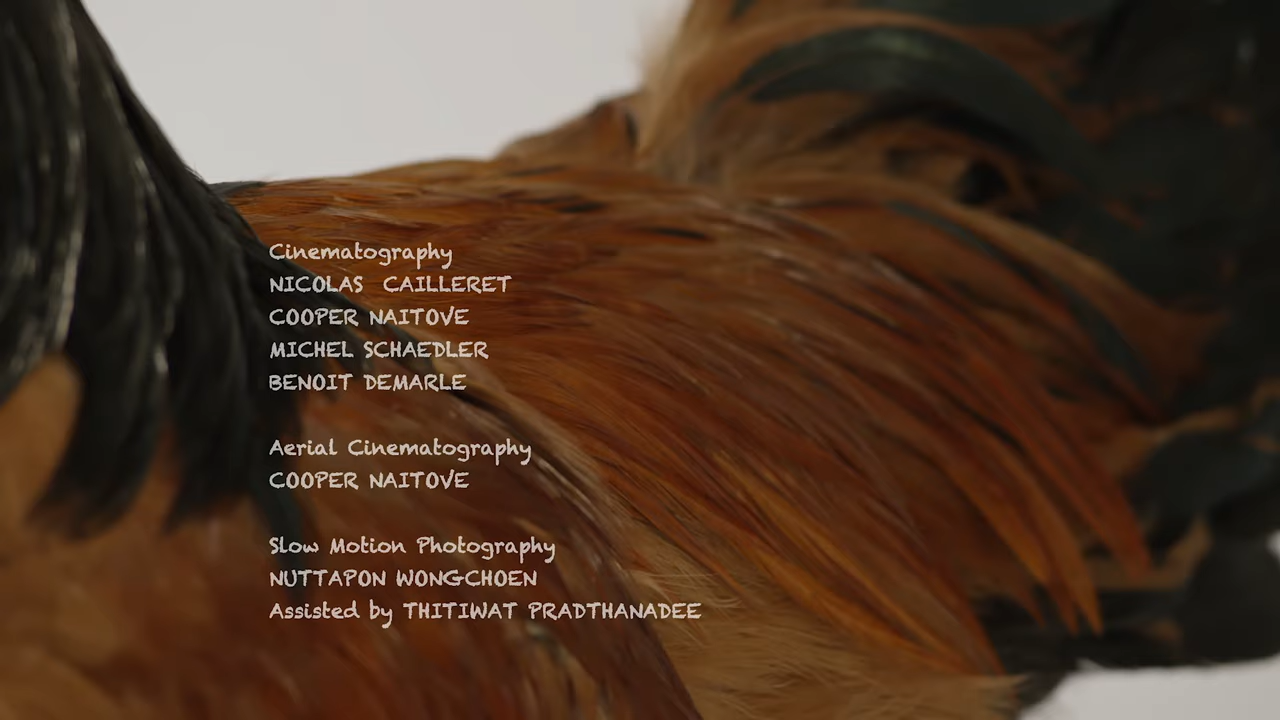 Cinematography
NICOLAS CAILLERET
COOPER NAITOVE
MICHEL SCHAEDLER
BENOIT DEMARLE
Aerial Cinematography
COOPER NAITOVE
Slow Motion Photography
NUTTAPON WONGCHOEN
Assisted by THITIWAT PRADTHANADEE